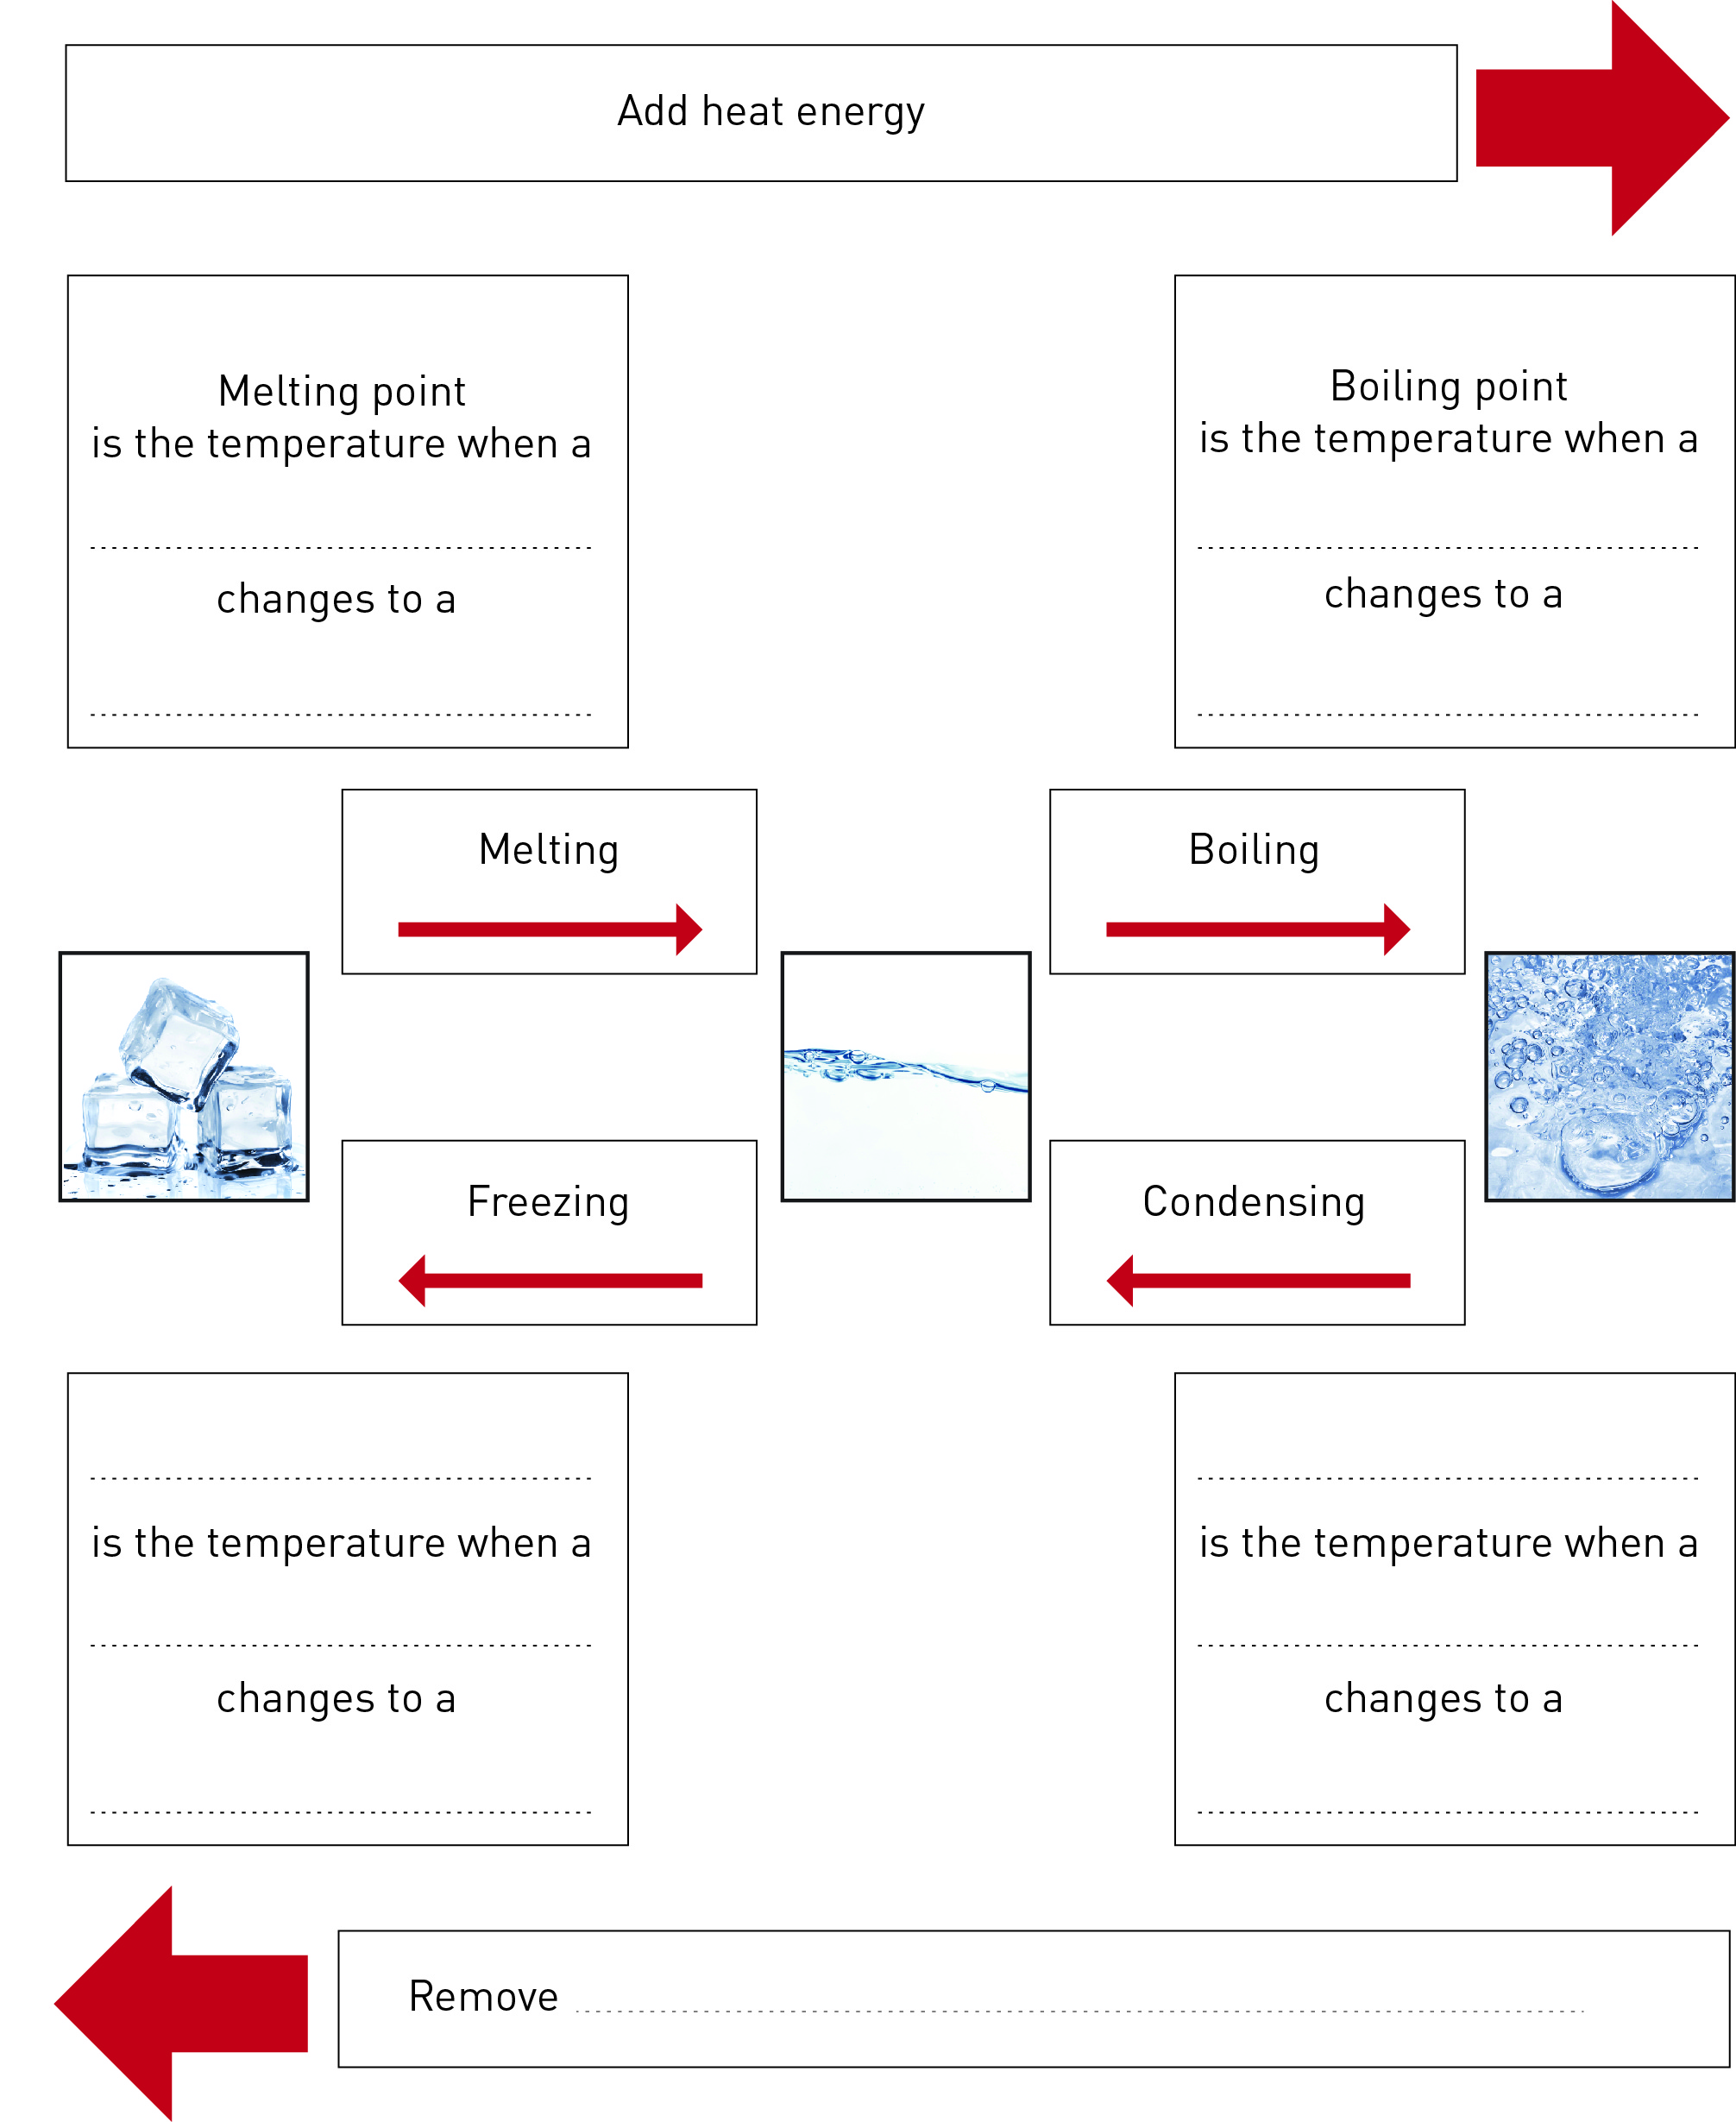 Add heat energy
Melting point
is the temperature when a
changes to a
Boiling point
is the temperature when a
changes to a
Melting
Boiling
Freezing
Condensing
is the temperature when a
changes to a
is the temperature when a
changes to a
Remove